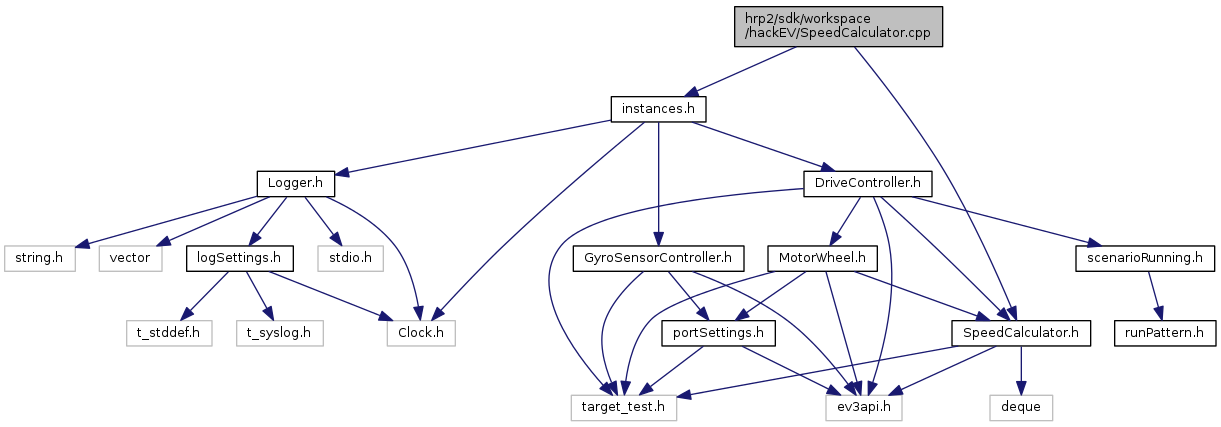 hrp2/sdk/workspace
/hackEV/SpeedCalculator.cpp
instances.h
Logger.h
DriveController.h
string.h
vector
logSettings.h
stdio.h
GyroSensorController.h
MotorWheel.h
scenarioRunning.h
t_stddef.h
t_syslog.h
Clock.h
portSettings.h
SpeedCalculator.h
runPattern.h
target_test.h
ev3api.h
deque